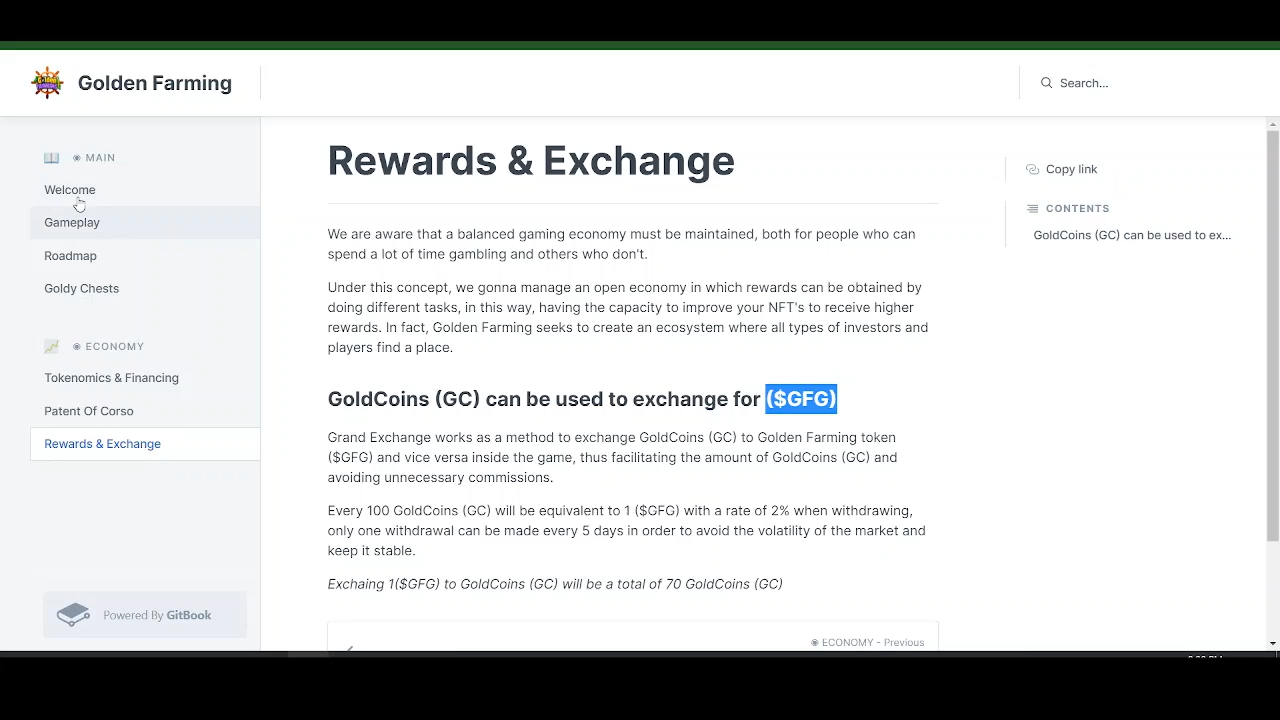 Golden Farming
Search...
MAIN
Welcome
Gameplay
Roadmap
Goldy Chests
ECONOMY
Tokenomics & Financing
Patent Of Corso
Rewards & Exchange
Powered By GitBook
Rewards & Exchange
We are aware that a balanced gaming economy must be maintained, both for people who can
spend a lot of time gambling and others who don't.
Under this concept, we gonna manage an open economy in which rewards can be obtained by
doing different tasks, in this way, having the capacity to improve your NFT's to receive higher
rewards. In fact, Golden Farming seeks to create an ecosystem where all types of investors and
players find a place.
GoldCoins (GC) can be used to exchange for ($GFG)
Grand Exchange works as a method to exchange GoldCoins (GC) to Golden Farming token
($GFG) and vice versa inside the game, thus facilitating the amount of GoldCoins (GC) and
avoiding unnecessary commissions.
Every 100 GoldCoins (GC) will be equivalent to 1 ($GFG) with a rate of 2% when withdrawing,
only one withdrawal can be made every 5 days in order to avoid the volatility of the market and
keep it stable.
Exchaing 1($GFG) to GoldCoins (GC) will be a total of 70 GoldCoins (GC)
ECONOMY - Previous
Copy link
CONTENTS
GoldCoins (GC) can be used to ex...